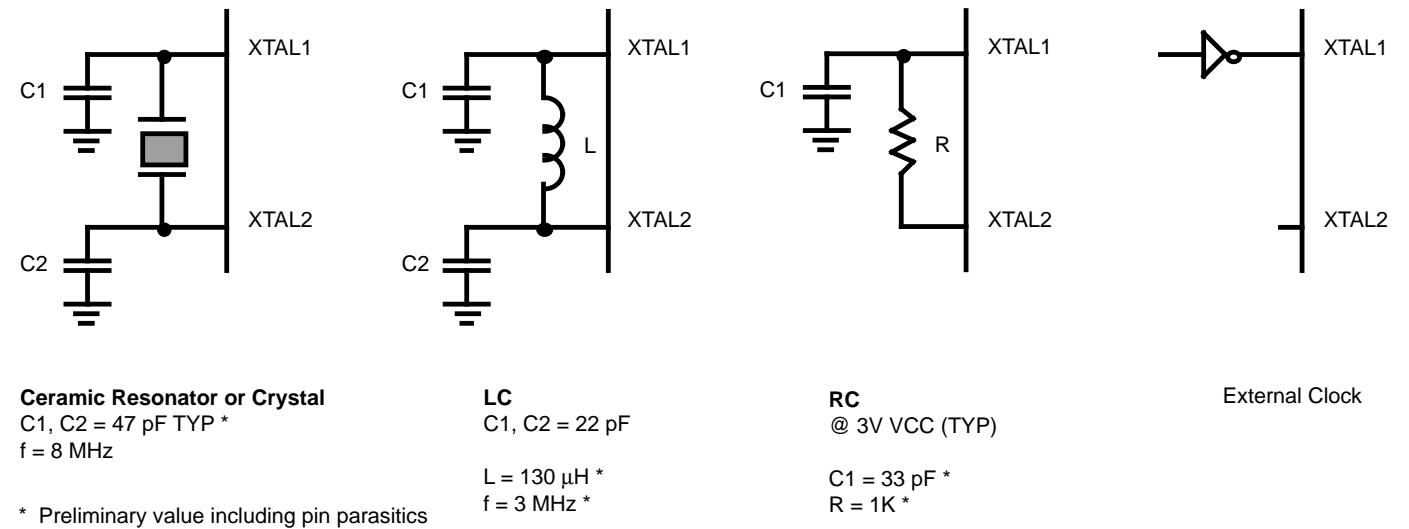 XTAL1
C1
XTAL2
C2
XTAL1
C1
L
XTAL2
C2
XTAL1
C1
R
XTAL2
XTAL1
XTAL2
Ceramic Resonator or Crystal
C1, C2 = 47 pF TYP *
f = 8 MHz
* Preliminary value including pin parasitics
LC
C1, C2 = 22 pF
L = 130 μH *
f = 3 MHz *
RC
@ 3V VCC (TYP)
C1 = 33 pF *
R = 1K *
External Clock